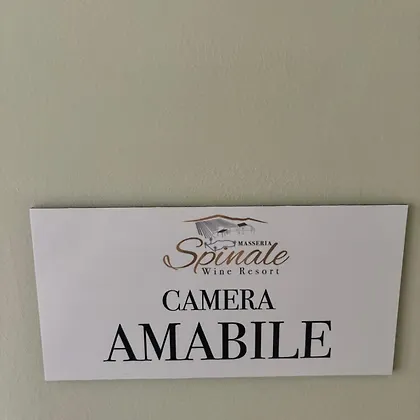 MASSERIA
Spinale
Wine Resort
CAMERA
AMABILE